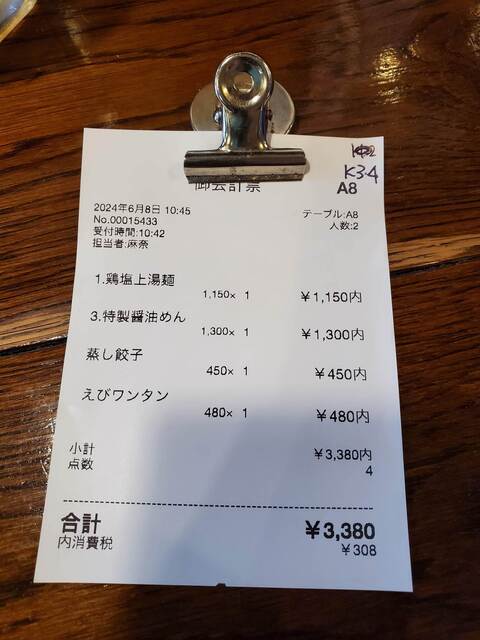 K34
御会計票
A8
2024年6月8日 10:45
No.00015433
テーブル:A8
受付時間:10:42
人数:2
担当者:麻奈
1.鶏塩上湯麺
1,150× 1 ¥1,150内
3.特製醤油めん
1,300× 1 ¥1,300内
蒸し餃子
450× 1 ¥450内
えびワンタン
480× 1 ¥480内
小計 ¥3,380内
点数 4
合計 ¥3,380
内消費税 ¥308